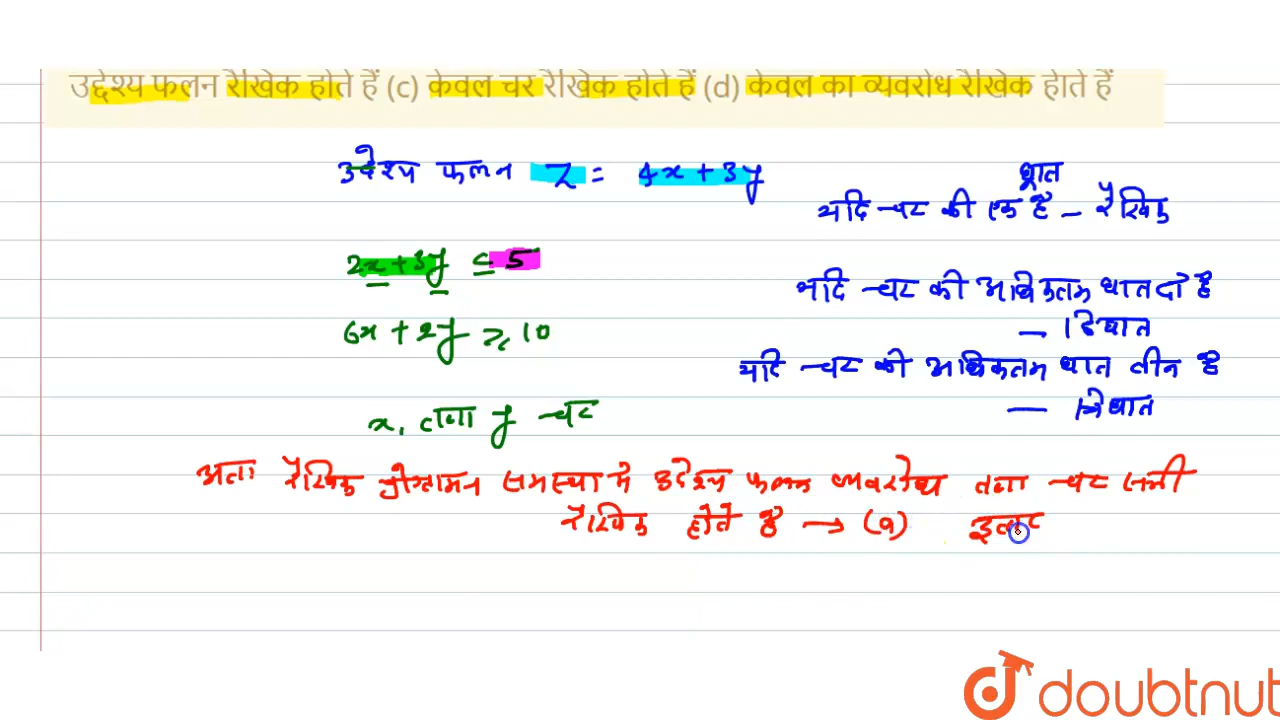 उद्देश्य फलन रैखिक होते हैं (c) केवल चर रैखिक होते हैं (d) केवल का व्यवरोध रैखिक हेाते हैं
उदेश्य फलन Z = 4x + 3y
घात
यदि चर की एक है – रैखिक
2x + 3y ≤ 5
यदि चर की अधिकतम घात दो है
– द्विघात
6x + 2y ≥ 10
यदि चर की अधिकतम घात तीन है
– त्रिघात
x, तथा y चर
अतः रैखिक प्रोग्रामन समस्या मे उदेश्य फलन व्यवरोध तथा चर सभी
रैखिक होते है → (a)
doubtnut